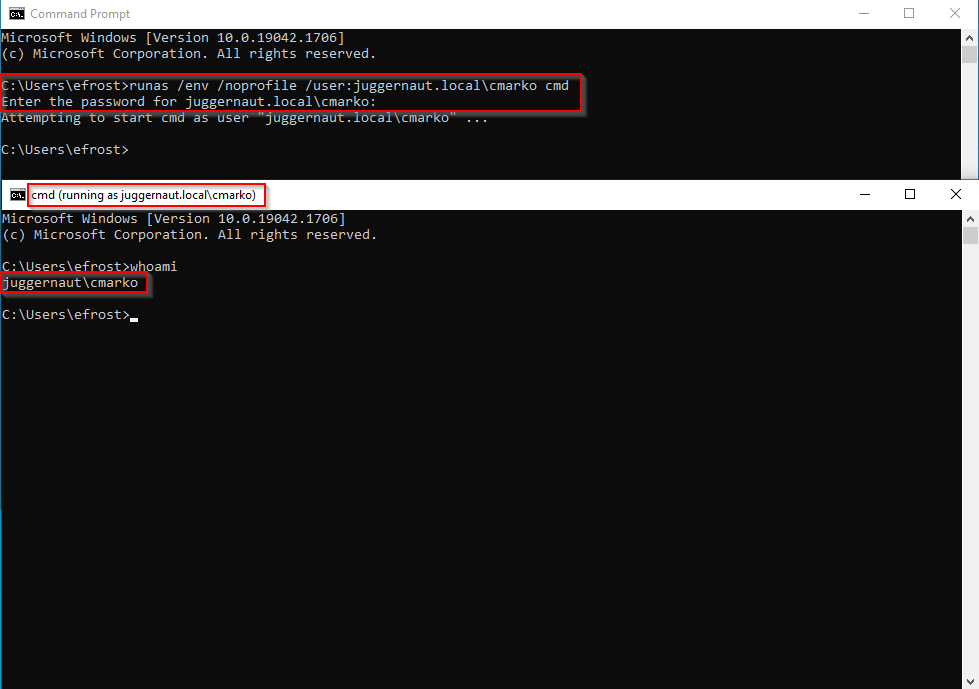 Command Prompt
Microsoft Windows [Version 10.0.19042.1706]
(c) Microsoft Corporation. All rights reserved.
C:\Users\efrost>runas /env /noprofile /user:juggernaut.local\cmarko cmd
Enter the password for juggernaut.local\cmarko:
Attempting to start cmd as user "juggernaut.local\cmarko" ...
C:\Users\efrost>
cmd (running as juggernaut.local\cmarko)
Microsoft Windows [Version 10.0.19042.1706]
(c) Microsoft Corporation. All rights reserved.
C:\Users\efrost>whoami
juggernaut\cmarko
C:\Users\efrost>